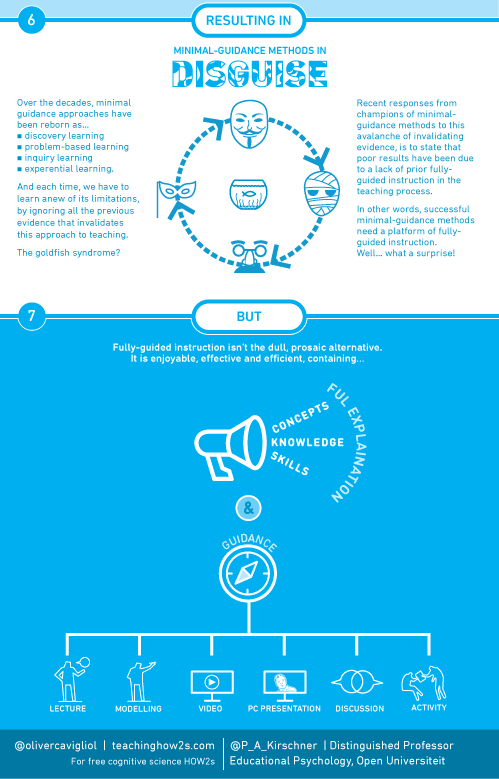 6
RESULTING IN
MINIMAL-GUIDANCE METHODS IN
DISGUISE
Over the decades, minimal
guidance approaches have
been reborn as...
■ discovery learning
■ problem-based learning
■ inquiry learning
■ experential learning.
And each time, we have to
learn anew of its limitations,
by ignoring all the previous
evidence that invalidates
this approach to teaching.
The goldfish syndrome?
Recent responses from
champions of minimal-
guidance methods to this
avalanche of invalidating
evidence, is to state that
poor results have been due
to a lack of prior fully-
guided instruction in the
teaching process.
In other words, successful
minimal-guidance methods
need a platform of fully-
guided instruction.
Well... what a surprise!
7
BUT
Fully-guided instruction isn't the dull, prosaic alternative.
It is enjoyable, effective and efficient, containing...
CONCEPTS
KNOWLEDGE
SKILLS
FUL EXPLAINATION
&
GUIDANCE
LECTURE
MODELLING
VIDEO
PC PRESENTATION
DISCUSSION
ACTIVITY
@olivercavigliol | teachinghow2s.com
For free cognitive science HOW2s
@P_A_Kirschner | Distinguished Professor
Educational Psychology, Open Universiteit